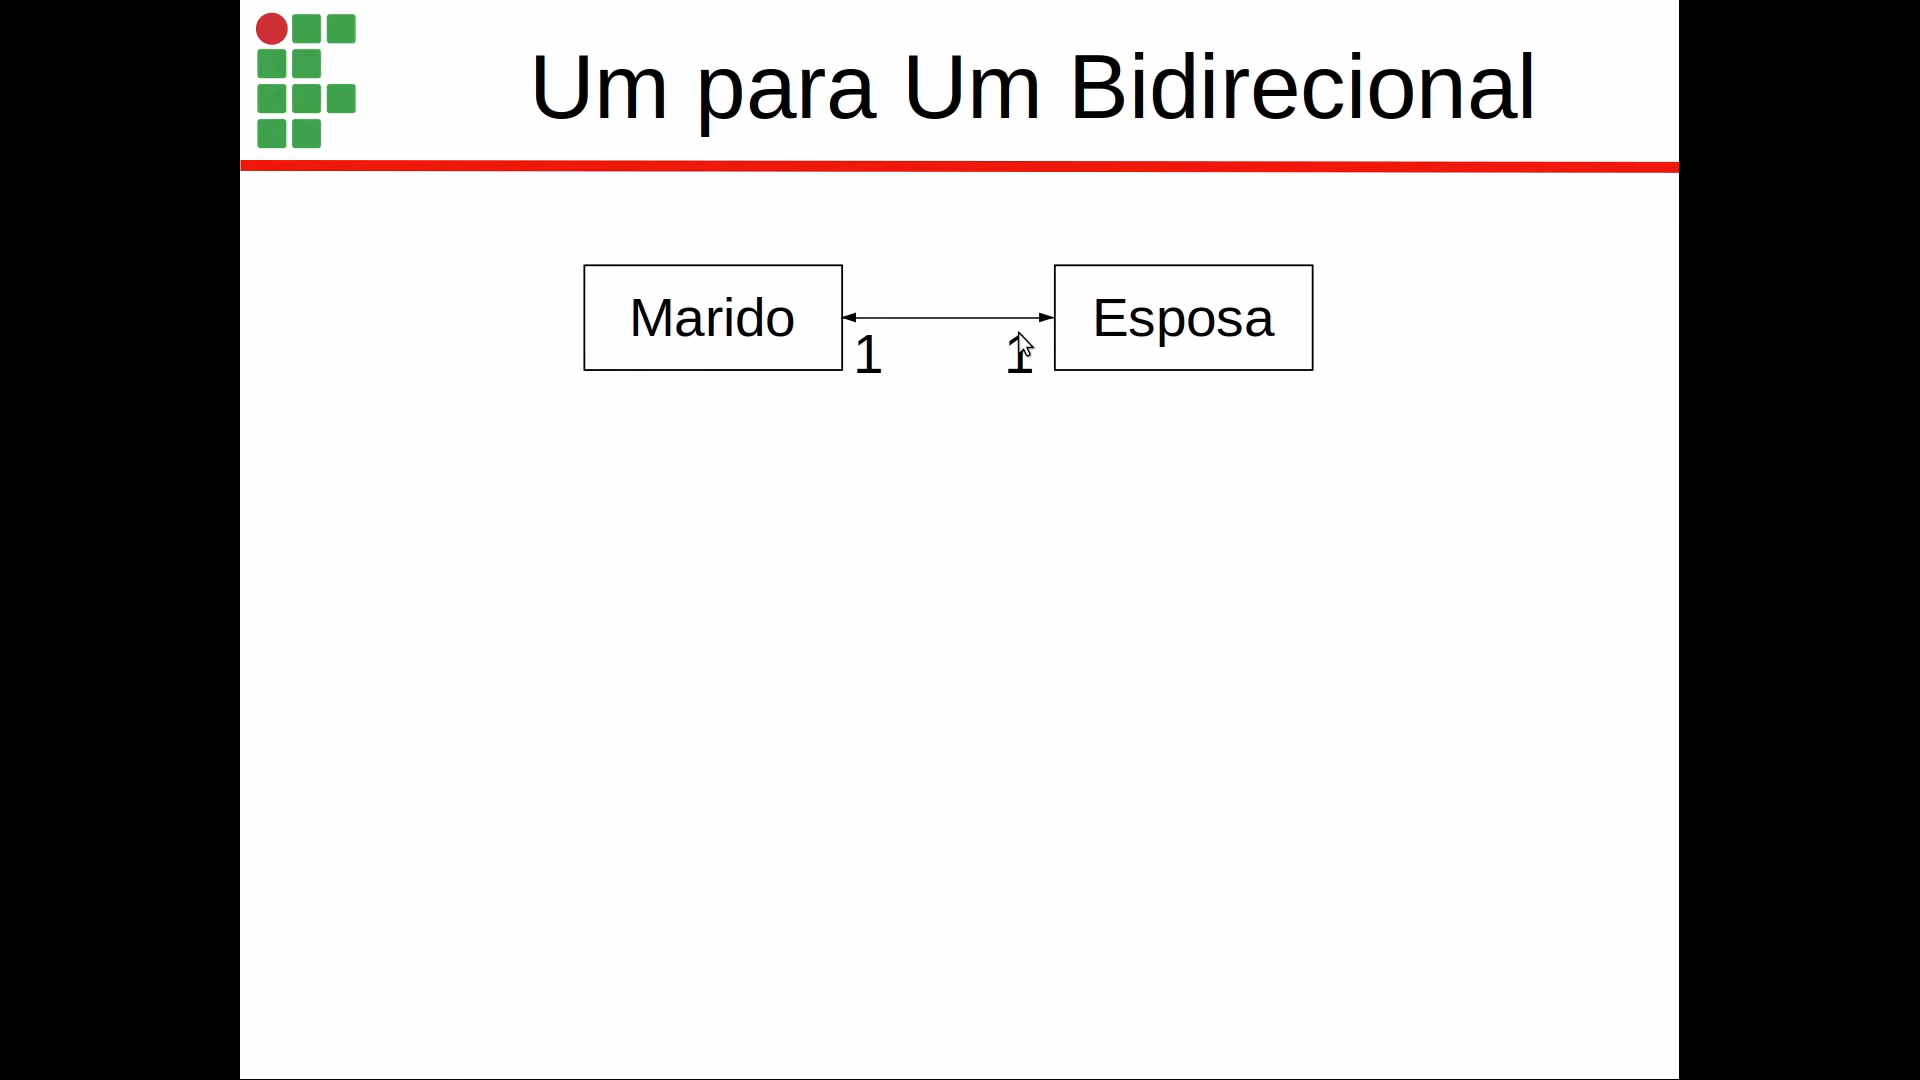 Um para Um Bidirecional
Marido
Esposa
1
1